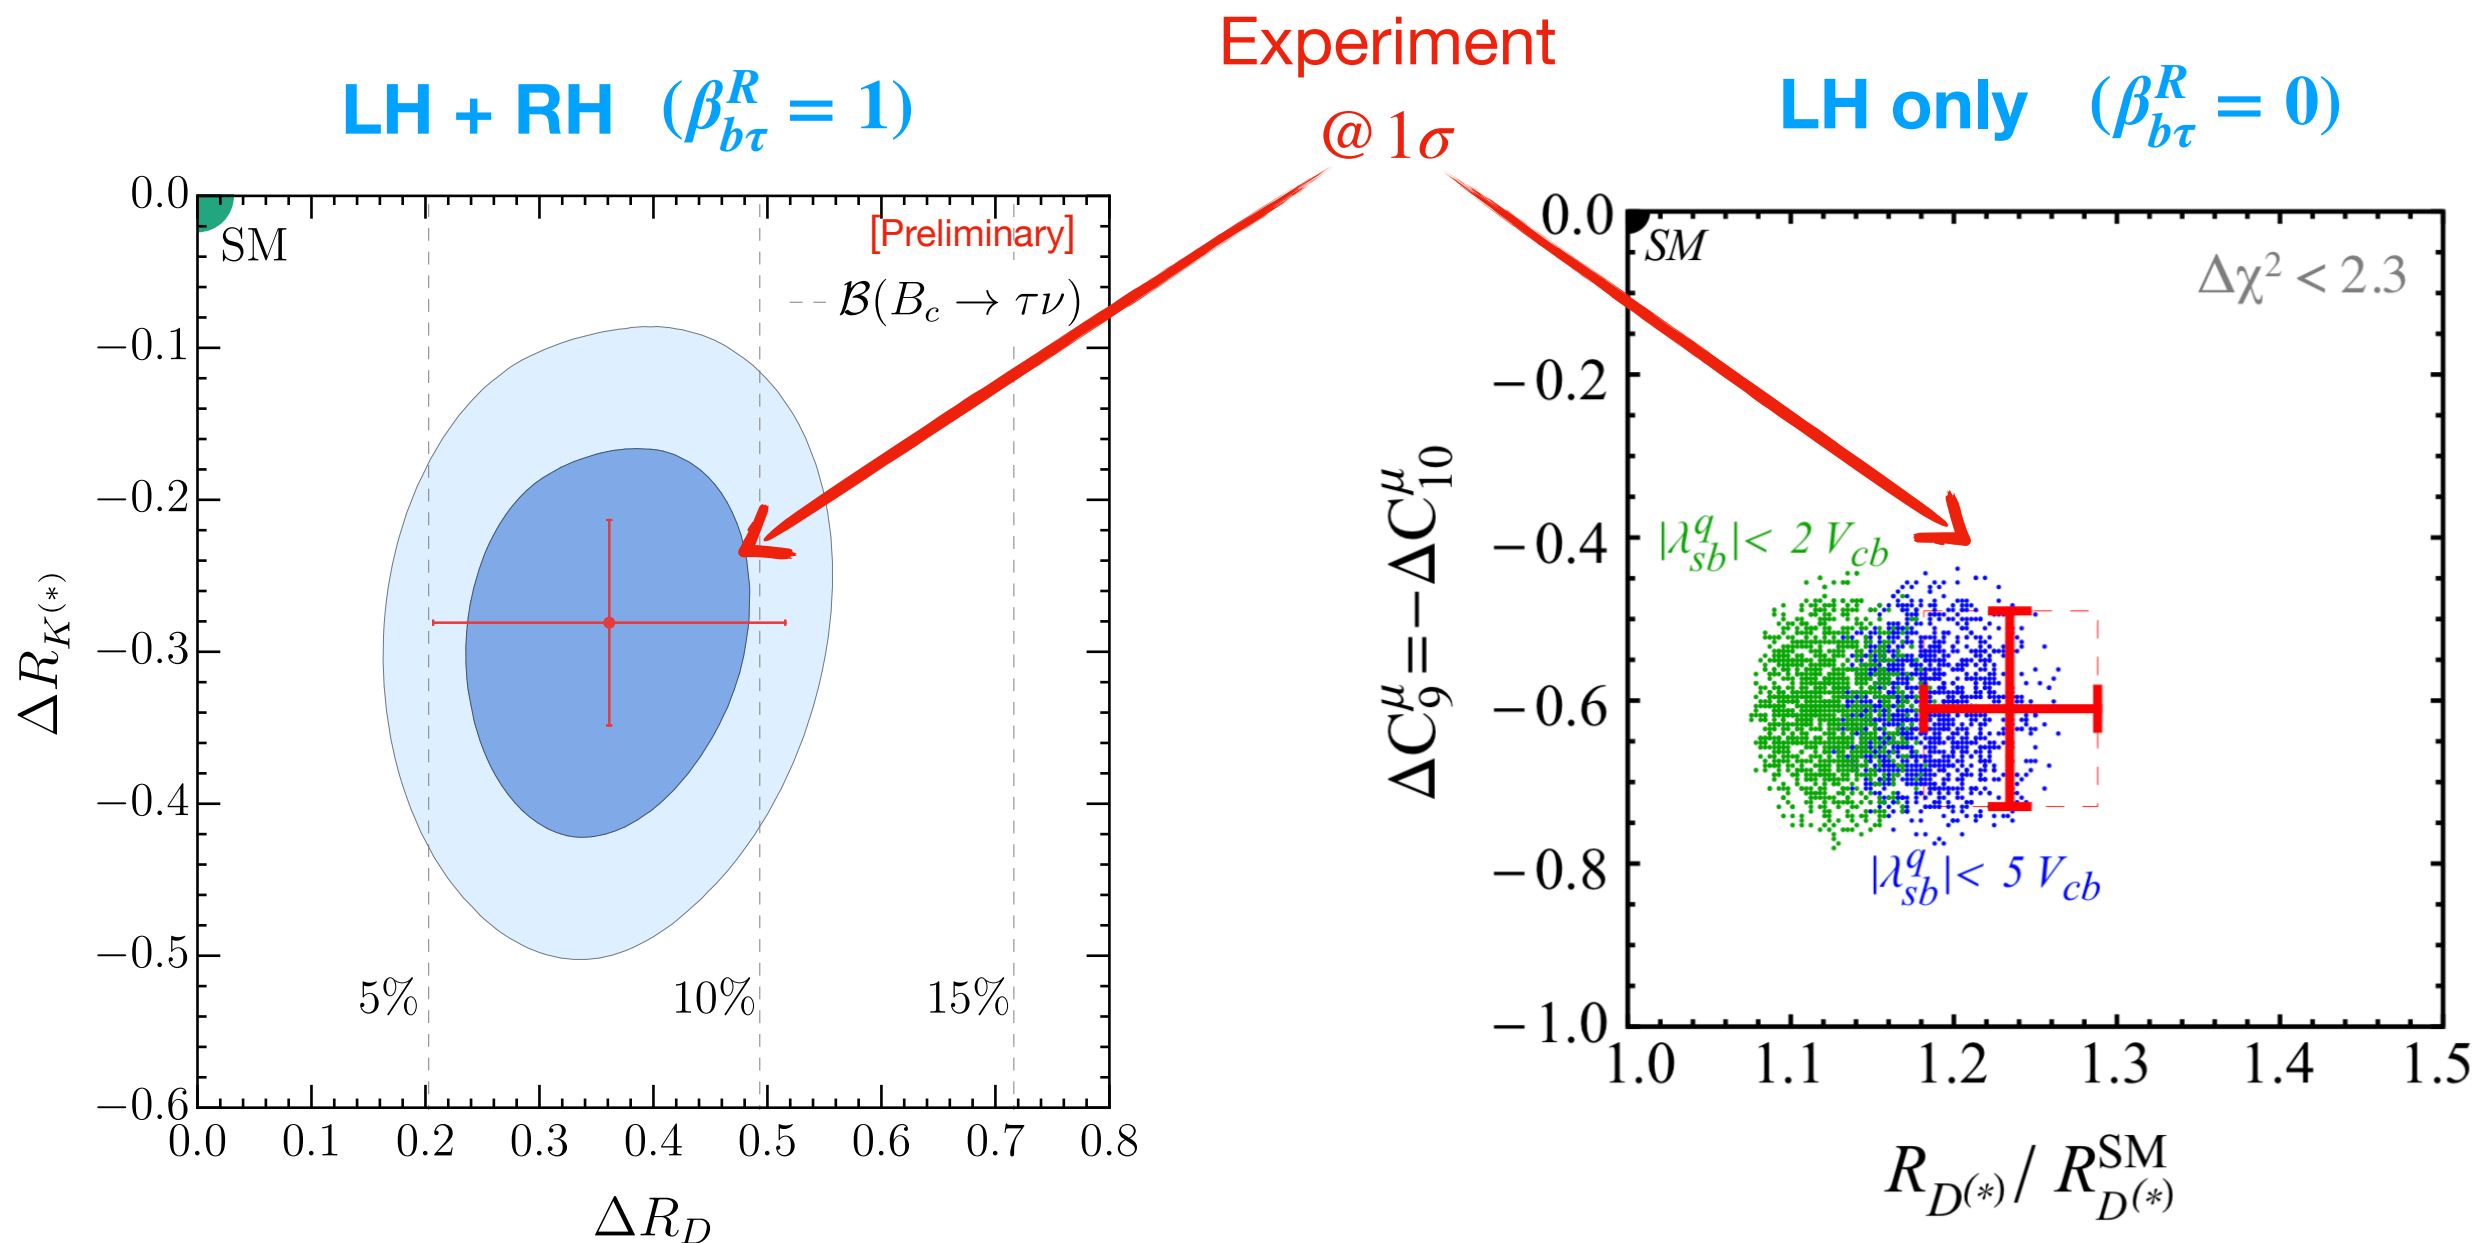 Experiment
@ 1σ
LH + RH (β^R_{bτ} = 1)
LH only (β^R_{bτ} = 0)
0.0
−0.1
−0.2
−0.3
−0.4
−0.5
−0.6
ΔR_{K^{(*)}}
SM
[Preliminary]
-- ℬ(B_c → τν)
5%
10%
15%
0.0 0.1 0.2 0.3 0.4 0.5 0.6 0.7 0.8
ΔR_D
0.0
−0.2
−0.4
−0.6
−0.8
−1.0
ΔC_9^μ = −ΔC_{10}^μ
SM
Δχ² < 2.3
|λ^q_{sb}| < 2 V_{cb}
|λ^q_{sb}| < 5 V_{cb}
1.0 1.1 1.2 1.3 1.4 1.5
R_{D^{(*)}} / R^{SM}_{D^{(*)}}